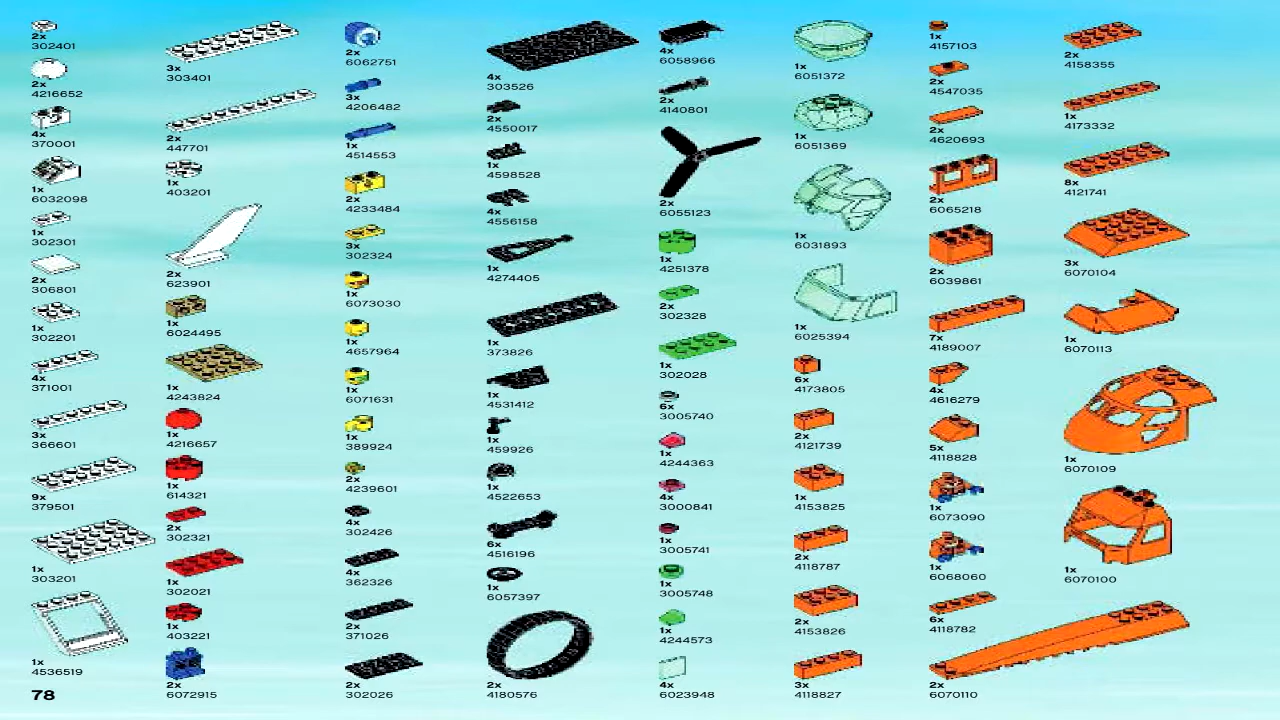 2x
302401
2x
4216652
4x
370001
1x
6032098
1x
302301
2x
306801
1x
302201
4x
371001
3x
366601
9x
379501
1x
303201
1x
4536519
78
3x
303401
2x
447701
1x
403201
2x
623901
1x
6024495
1x
4243824
1x
4216657
1x
614321
2x
302321
1x
302021
1x
403221
2x
6072915
2x
6062751
3x
4206482
1x
4514553
2x
4233484
3x
302324
1x
6073030
1x
4657964
1x
6071631
1x
389924
2x
4239601
4x
302426
4x
362326
2x
371026
2x
302026
4x
303526
2x
4550017
1x
4598528
4x
4556158
1x
4274405
1x
373826
1x
4531412
1x
459926
1x
4522653
6x
4516196
1x
6057397
2x
4180576
4x
6058966
2x
4140801
2x
6055123
1x
4251378
2x
302328
1x
302028
6x
3005740
1x
4244363
4x
3000841
1x
3005741
1x
3005748
1x
4244573
4x
6023948
1x
6051372
1x
6051369
1x
6031893
1x
6025394
6x
4173805
2x
4121739
1x
4153825
2x
4118787
2x
4153826
3x
4118827
1x
4157103
2x
4547035
2x
4620693
2x
6065218
2x
6039861
7x
4189007
4x
4616279
5x
4118828
1x
6073090
1x
6068060
6x
4118782
2x
6070110
2x
4158355
1x
4173332
8x
4121741
3x
6070104
1x
6070113
1x
6070109
1x
6070100